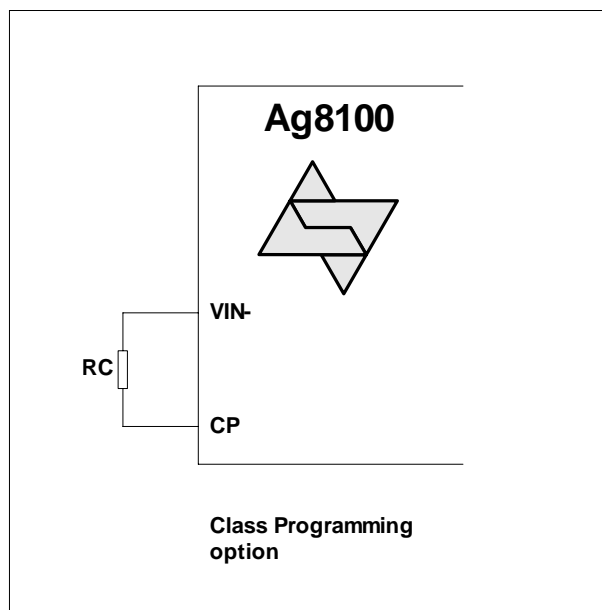 Ag8100
VIN-
RC
CP
Class Programming
option